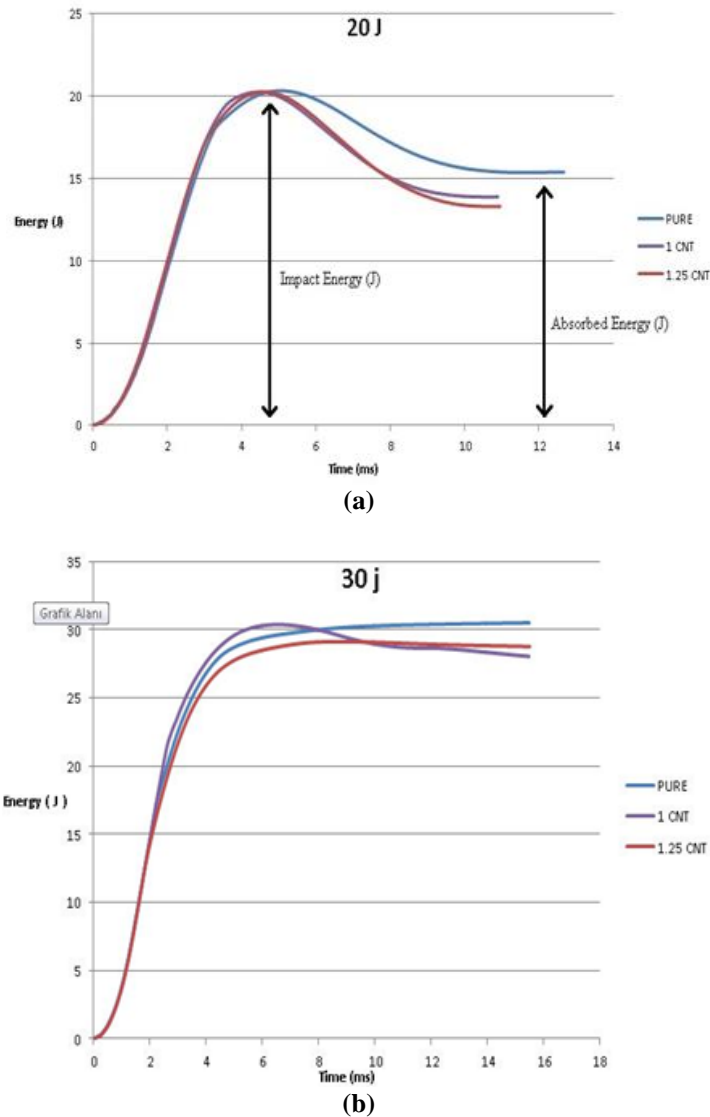 20 J
25
20
15
10
5
0
Energy (J)
Impact Energy (J)
Absorbed Energy (J)
PURE
1 CNT
1.25 CNT
0 2 4 6 8 10 12 14
Time (ms)
(a)
30 j
Grafik Alanı
35
30
25
20
15
10
5
0
Energy ( J )
PURE
1 CNT
1.25 CNT
0 2 4 6 8 10 12 14 16 18
Time (ms)
(b)